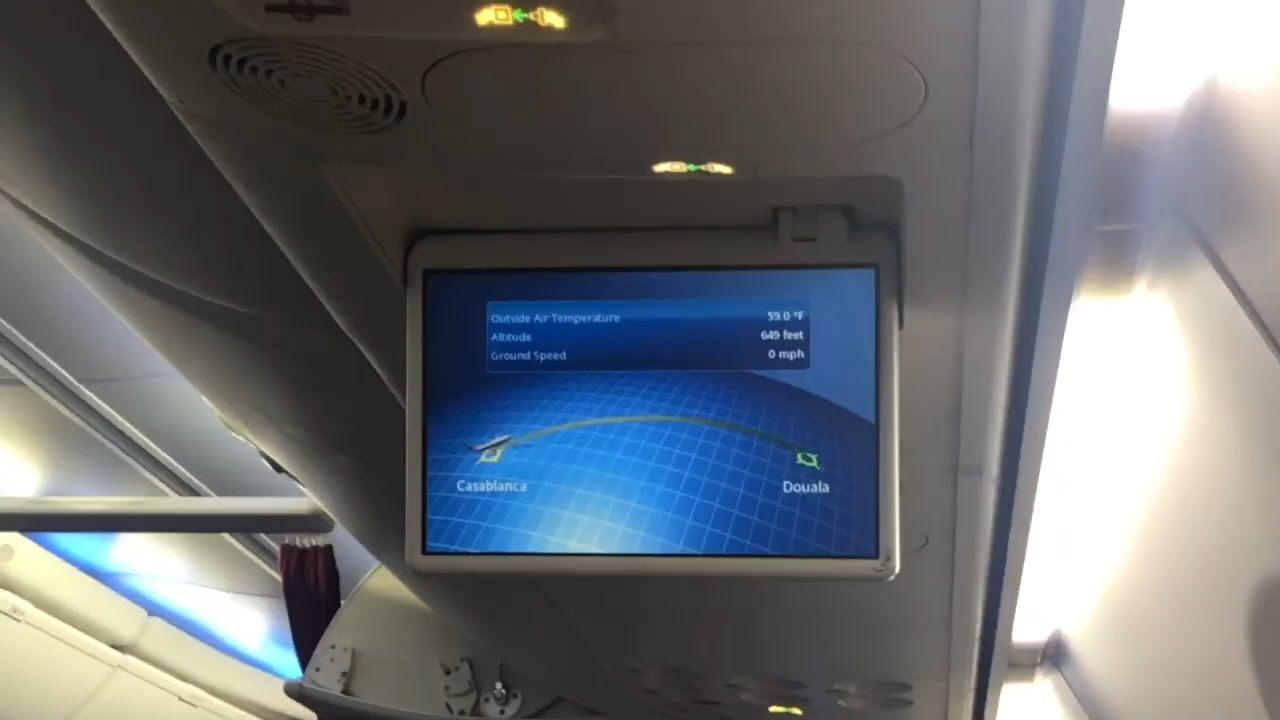 Outside Air Temperature 59.0 °F
Altitude 649 feet
Ground Speed 0 mph
Casablanca Douala